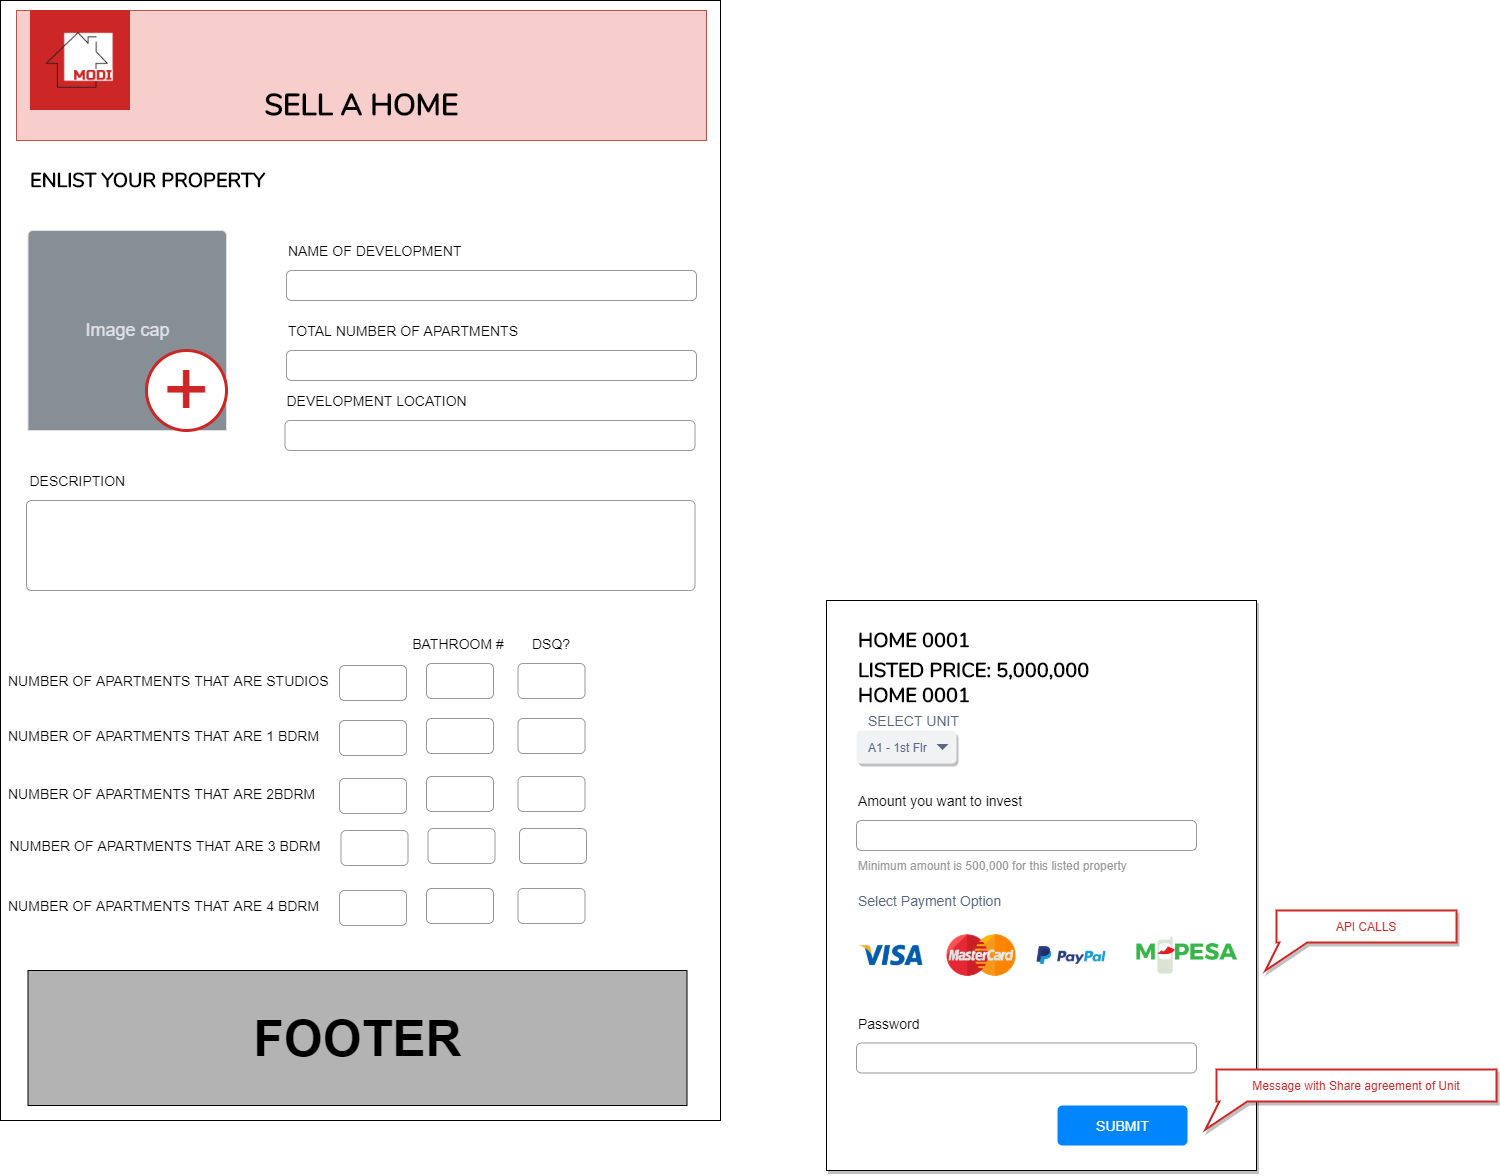 MODI
SELL A HOME
ENLIST YOUR PROPERTY
Image cap
NAME OF DEVELOPMENT
TOTAL NUMBER OF APARTMENTS
DEVELOPMENT LOCATION
DESCRIPTION
BATHROOM # DSQ?
NUMBER OF APARTMENTS THAT ARE STUDIOS
NUMBER OF APARTMENTS THAT ARE 1 BDRM
NUMBER OF APARTMENTS THAT ARE 2BDRM
NUMBER OF APARTMENTS THAT ARE 3 BDRM
NUMBER OF APARTMENTS THAT ARE 4 BDRM
FOOTER
HOME 0001
LISTED PRICE: 5,000,000
HOME 0001
SELECT UNIT
A1 - 1st Flr
Amount you want to invest
Minimum amount is 500,000 for this listed property
Select Payment Option
VISA MasterCard PayPal M-PESA
API CALLS
Password
Message with Share agreement of Unit
SUBMIT